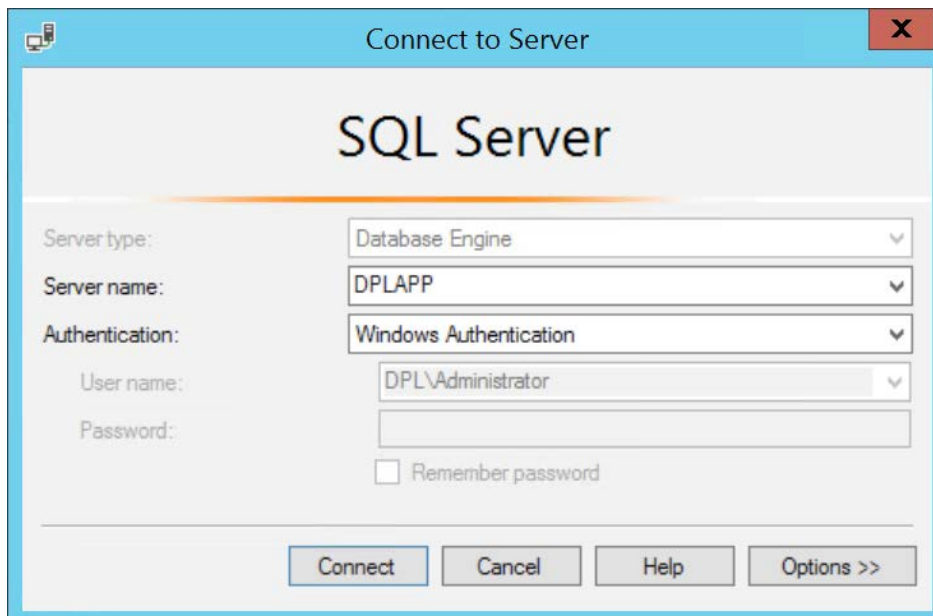 Connect to Server
X
SQL Server
Server type: Database Engine
Server name: DPLAPP
Authentication: Windows Authentication
User name: DPL\Administrator
Password:
Remember password
Connect Cancel Help Options >>